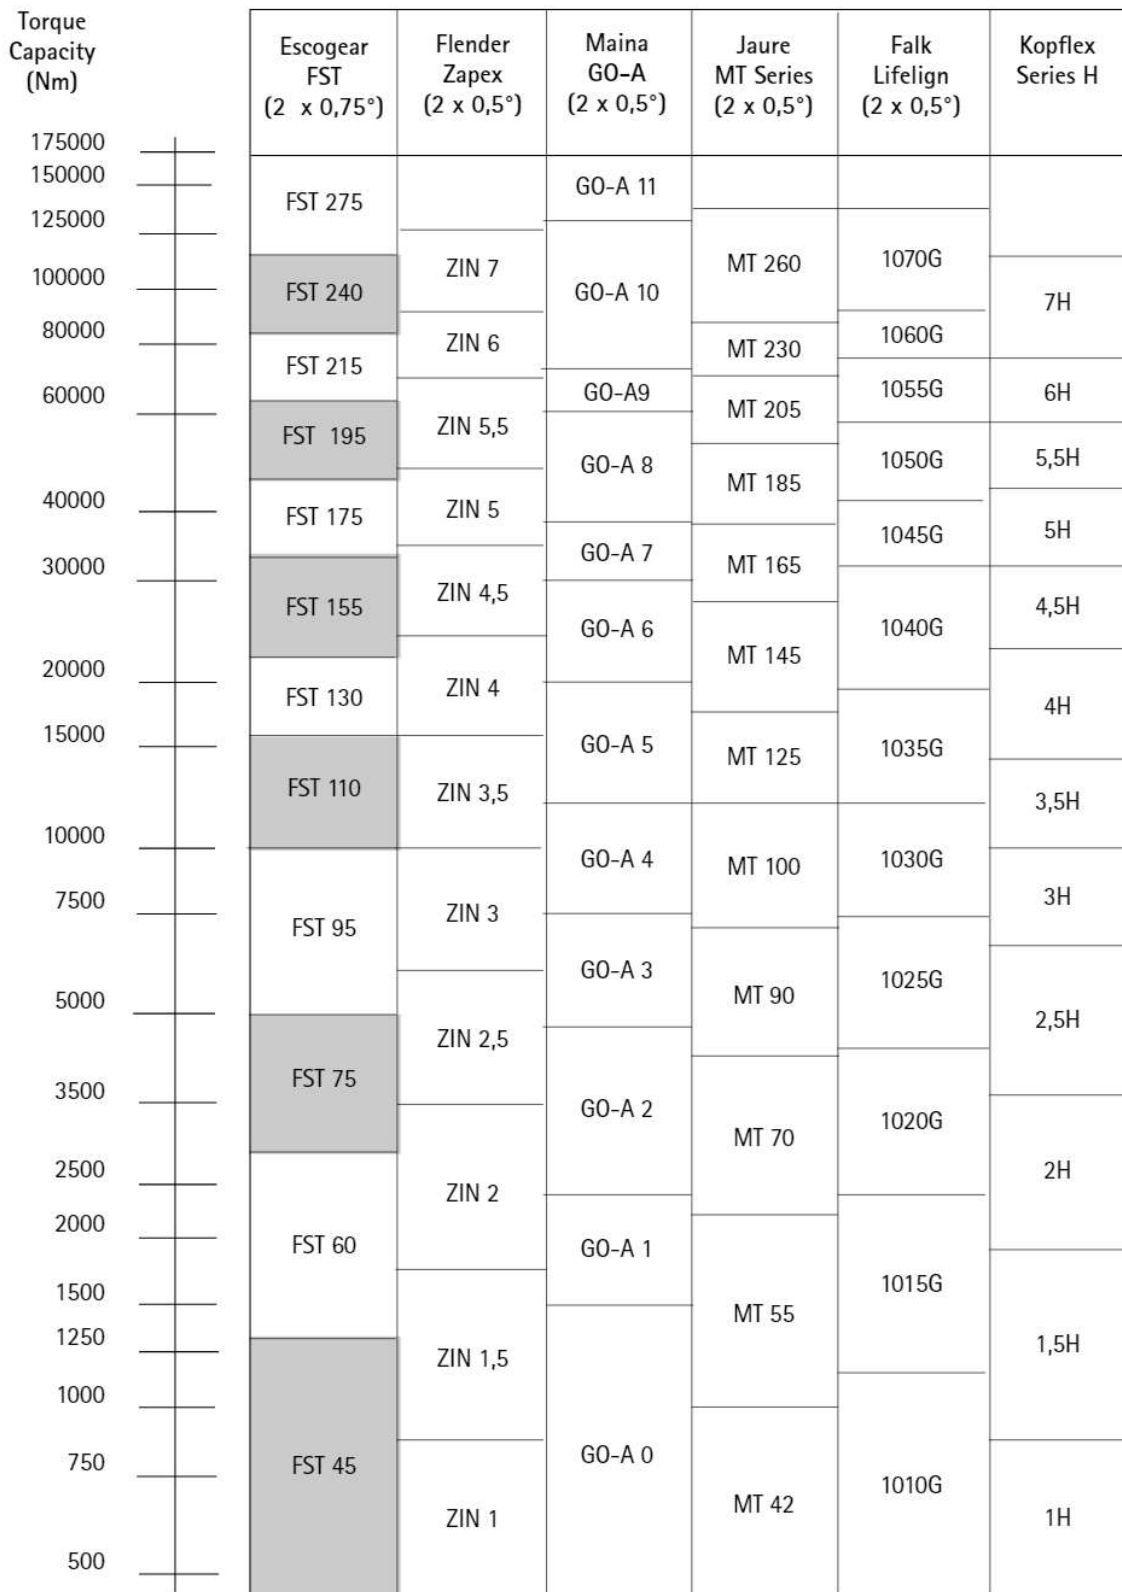 Torque
Capacity
(Nm)
Escogear
FST
(2 x 0,75°)
Flender
Zapex
(2 x 0,5°)
Maina
GO-A
(2 x 0,5°)
Jaure
MT Series
(2 x 0,5°)
Falk
Lifelign
(2 x 0,5°)
Kopflex
Series H
175000
150000
125000
100000
80000
60000
40000
30000
20000
15000
10000
7500
5000
3500
2500
2000
1500
1250
1000
750
500
FST 275
FST 240
FST 215
FST 195
FST 175
FST 155
FST 130
FST 110
FST 95
FST 75
FST 60
FST 45
ZIN 7
ZIN 6
ZIN 5,5
ZIN 5
ZIN 4,5
ZIN 4
ZIN 3,5
ZIN 3
ZIN 2,5
ZIN 2
ZIN 1,5
ZIN 1
GO-A 11
GO-A 10
GO-A9
GO-A 8
GO-A 7
GO-A 6
GO-A 5
GO-A 4
GO-A 3
GO-A 2
GO-A 1
GO-A 0
MT 260
MT 230
MT 205
MT 185
MT 165
MT 145
MT 125
MT 100
MT 90
MT 70
MT 55
MT 42
1070G
1060G
1055G
1050G
1045G
1040G
1035G
1030G
1025G
1020G
1015G
1010G
7H
6H
5,5H
5H
4,5H
4H
3,5H
3H
2,5H
2H
1,5H
1H